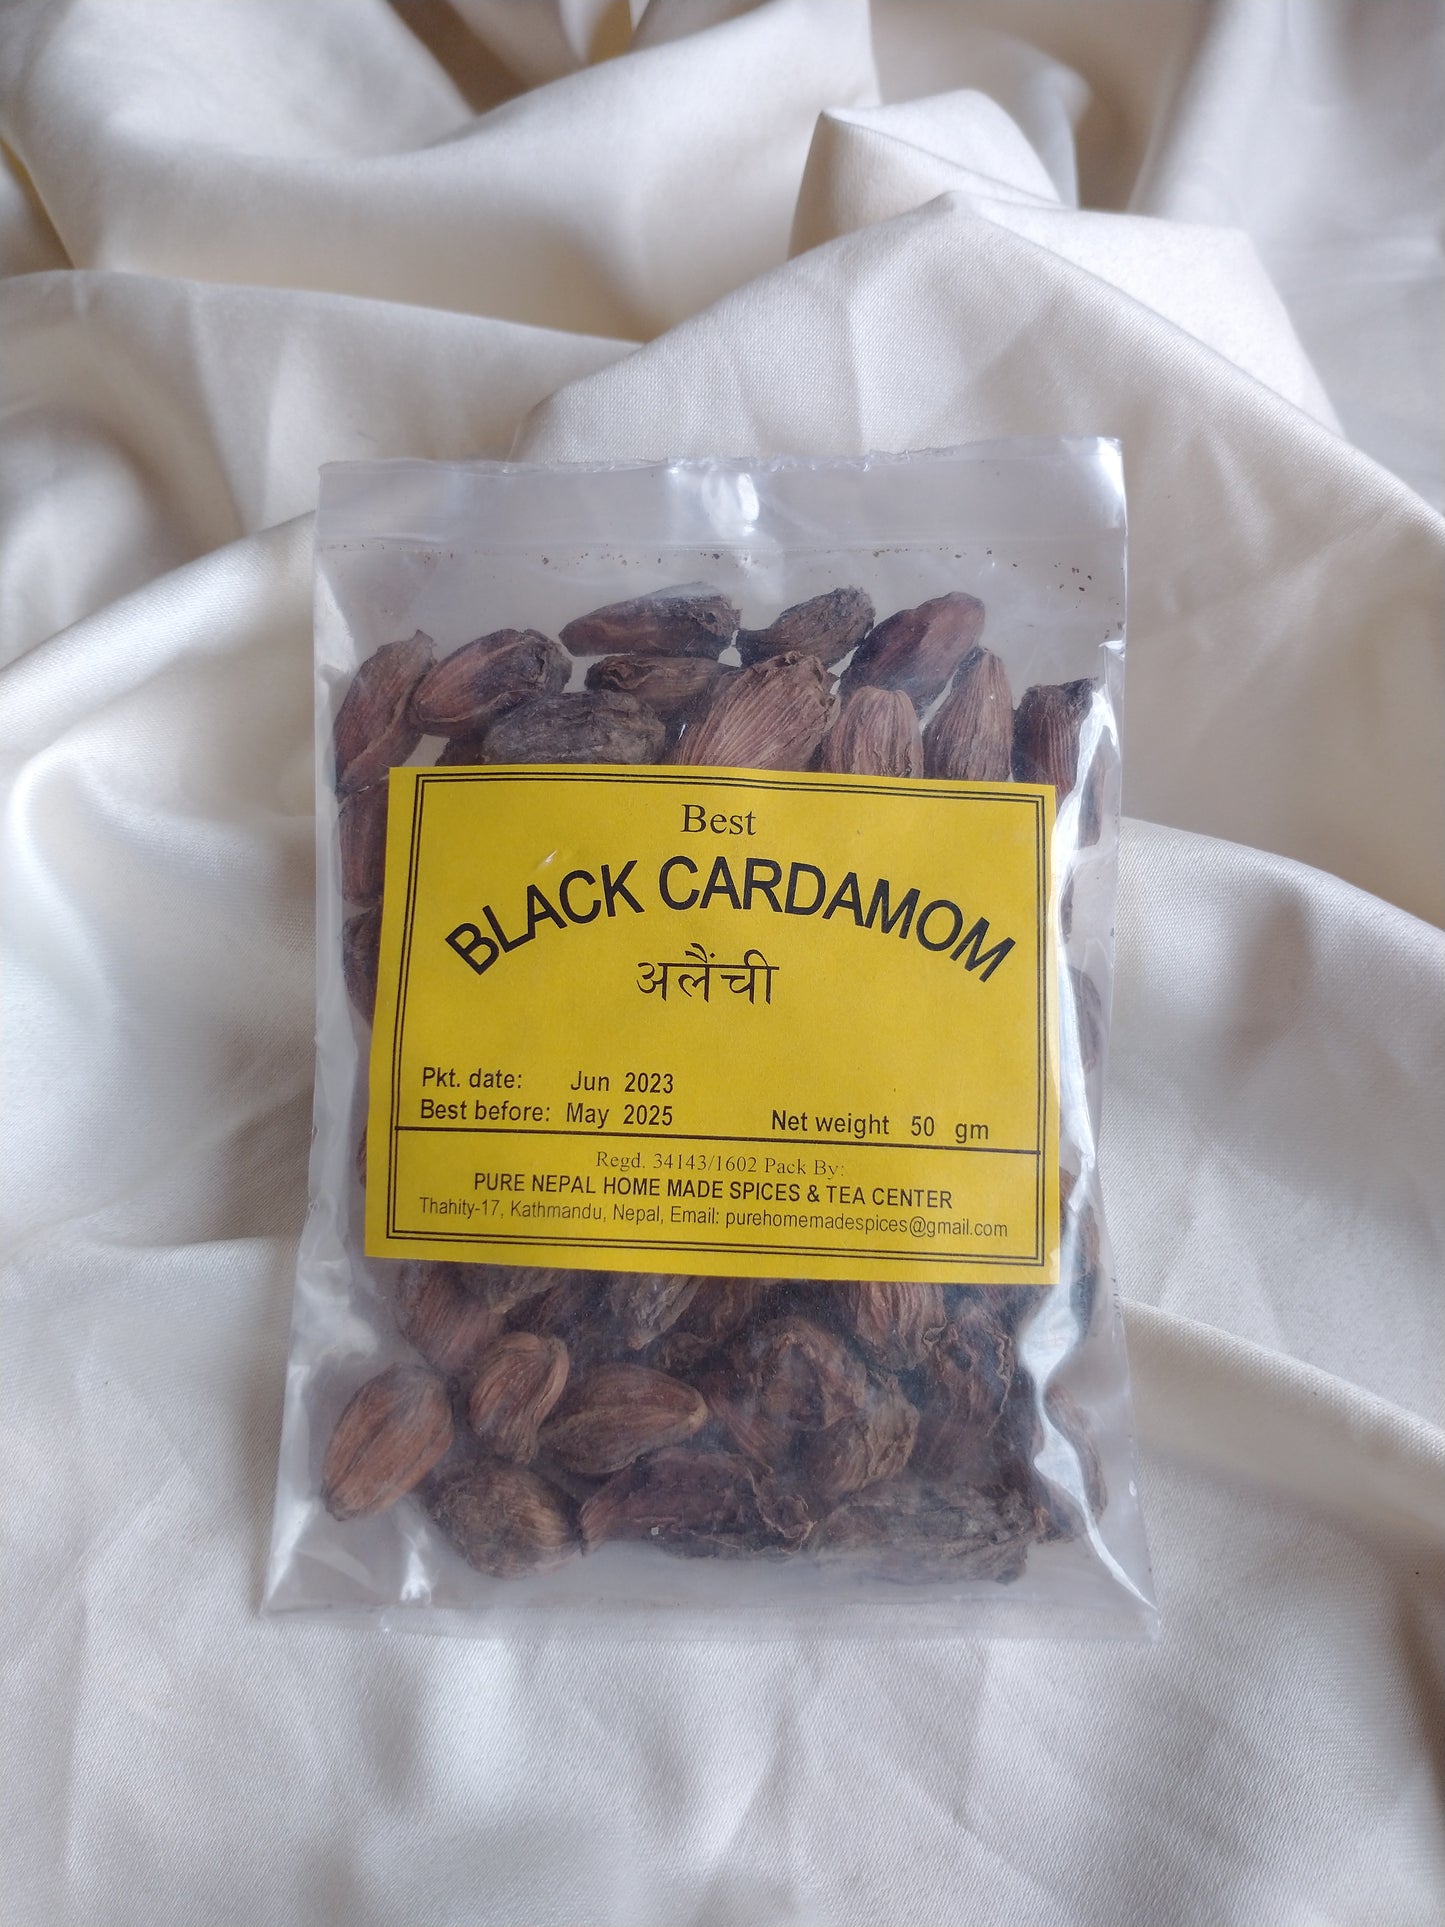 Best
BLACK CARDAMOM
अलैंची
Pkt. date: Jun 2023
Best before: May 2025 Net weight 50 gm
Regd. 34143/1602 Pack By:
PURE NEPAL HOME MADE SPICES & TEA CENTER
Thahity-17, Kathmandu, Nepal, Email: purehomemadespices@gmail.com